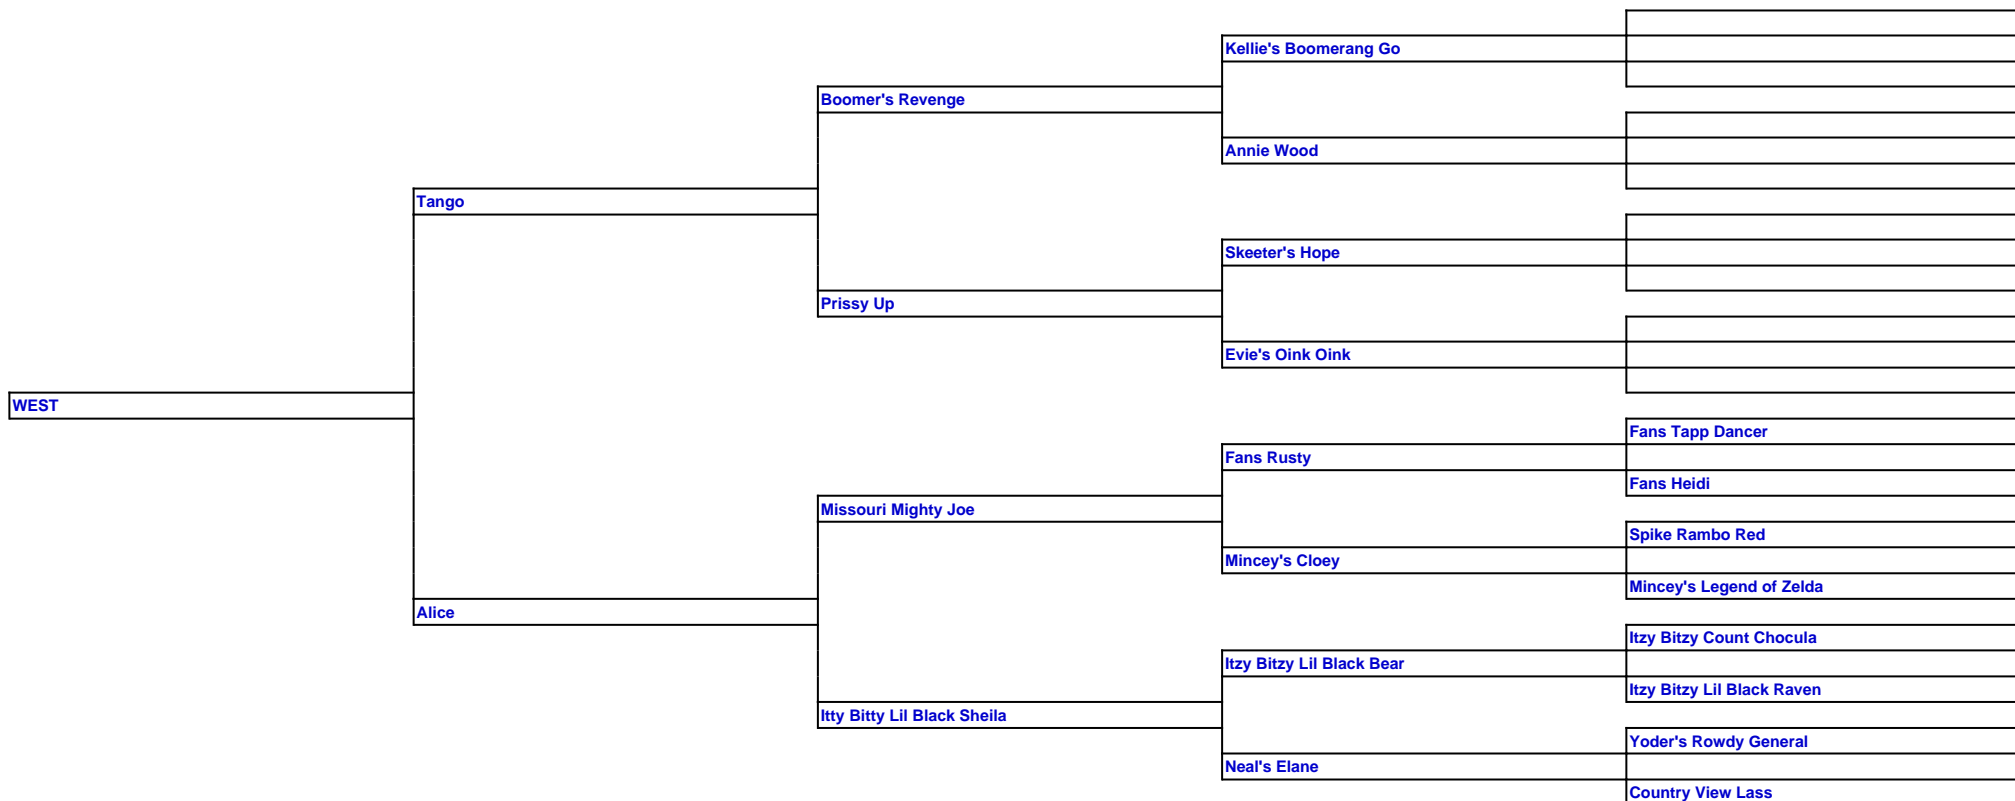 Kellie's Boomerang Go
Boomer's Revenge
Annie Wood
Tango
Skeeter's Hope
Prissy Up
Evie's Oink Oink
WEST
Fans Tapp Dancer
Fans Rusty
Fans Heidi
Missouri Mighty Joe
Spike Rambo Red
Mincey's Cloey
Mincey's Legend of Zelda
Alice
Itzy Bitzy Count Chocula
Itzy Bitzy Lil Black Bear
Itzy Bitzy Lil Black Raven
Itty Bitty Lil Black Sheila
Yoder's Rowdy General
Neal's Elane
Country View Lass